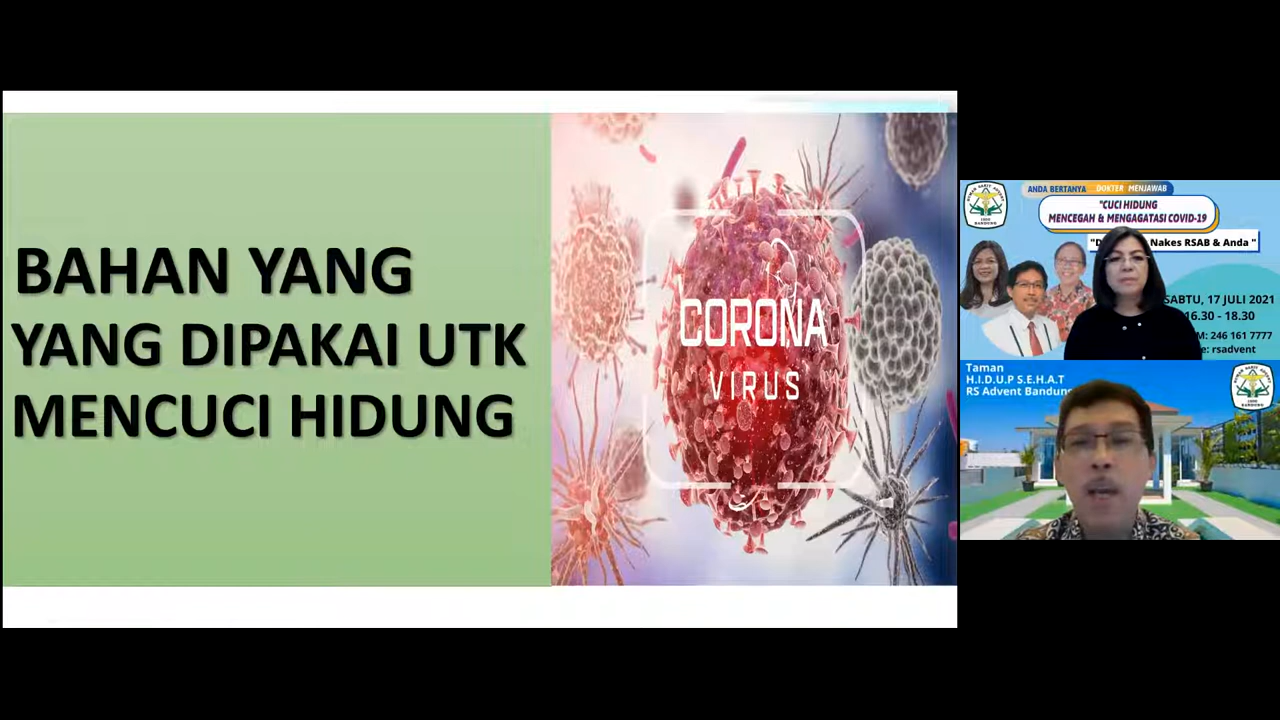 BAHAN YANG
YANG DIPAKAI UTK
MENCUCI HIDUNG
CORONA
VIRUS
ANDA BERTANYA DOKTER MENJAWAB
"CUCI HIDUNG
MENCEGAH & MENGAGATASI COVID-19
Nakes RSAB & Anda "
SABTU, 17 JULI 2021
16.30 - 18.30
M: 246 161 7777
e: rsadvent
Taman
H.I.D.U.P S.E.H.A.T
RS Advent Bandung